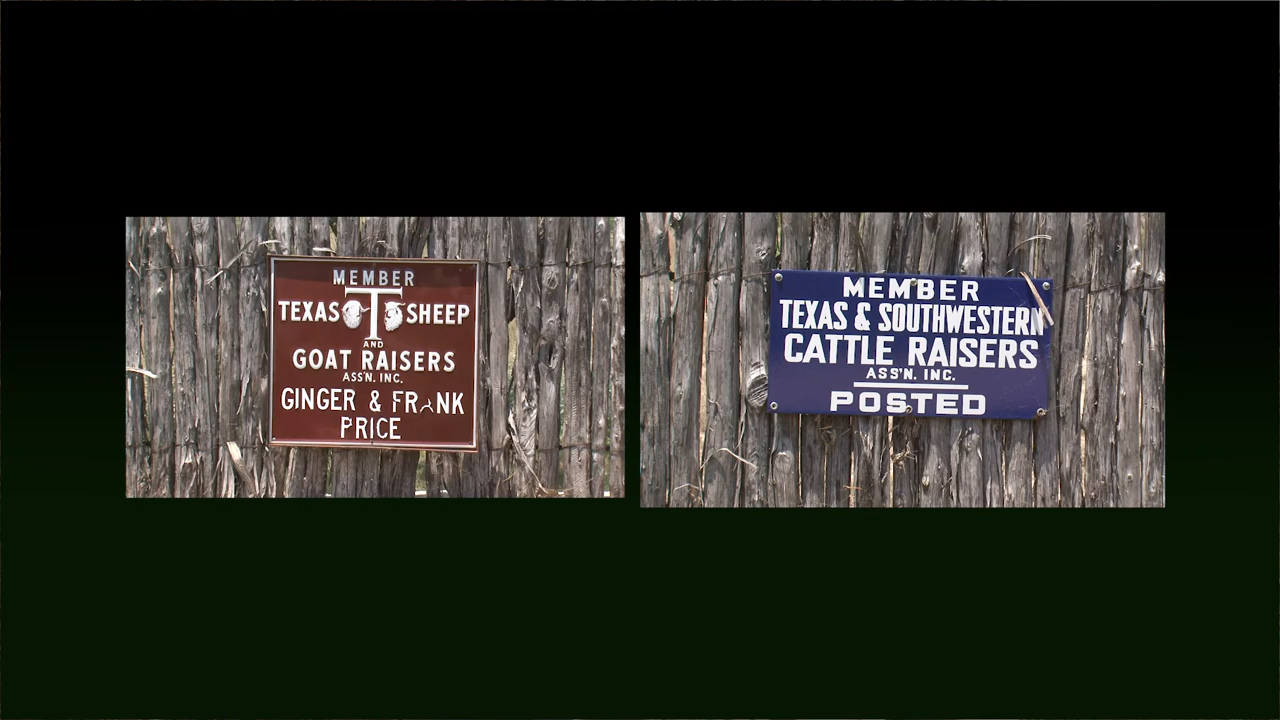 MEMBER
TEXAS T SHEEP
AND
GOAT RAISERS
ASS'N. INC.
GINGER & FRANK
PRICE
MEMBER
TEXAS & SOUTHWESTERN
CATTLE RAISERS
ASS'N. INC.
POSTED